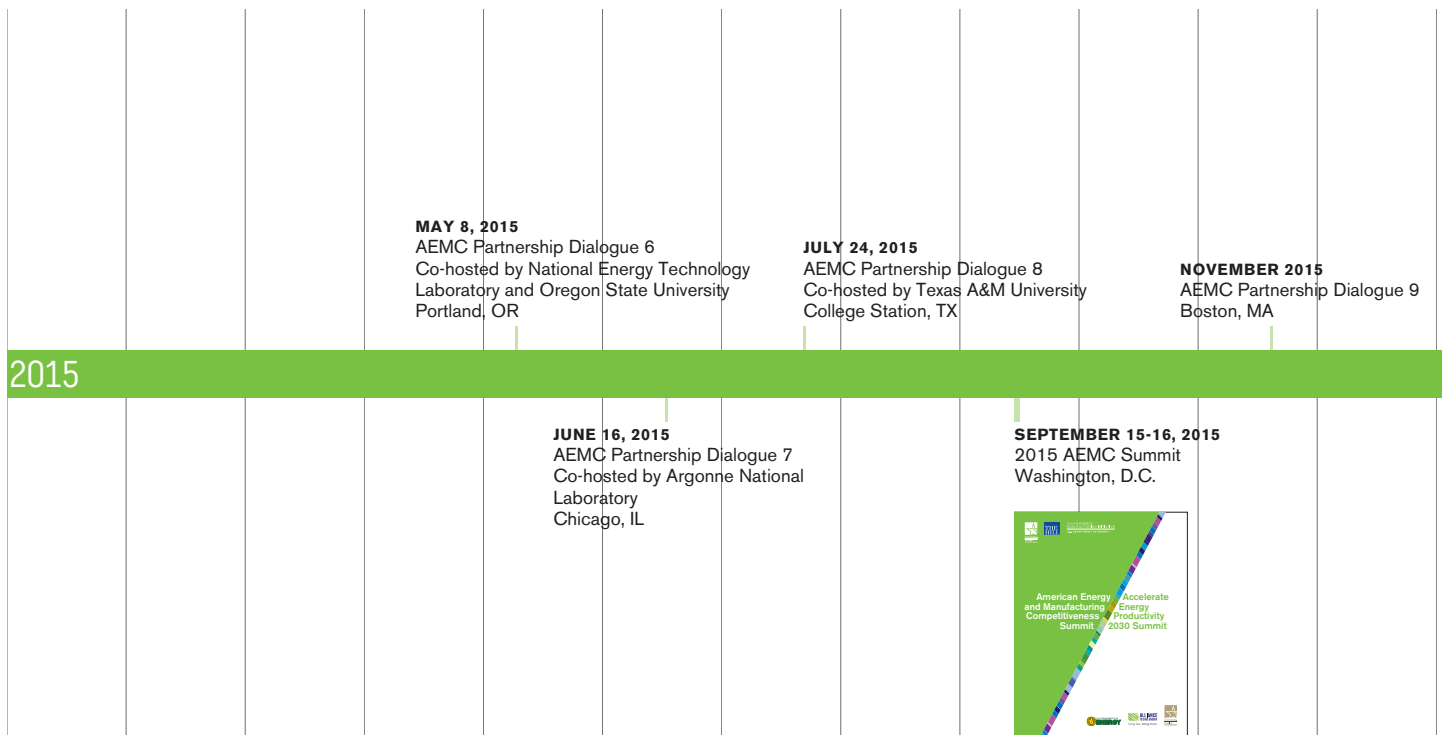 MAY 8, 2015
AEMC Partnership Dialogue 6
Co-hosted by National Energy Technology
Laboratory and Oregon State University
Portland, OR
JULY 24, 2015
AEMC Partnership Dialogue 8
Co-hosted by Texas A&M University
College Station, TX
NOVEMBER 2015
AEMC Partnership Dialogue 9
Boston, MA
2015
JUNE 16, 2015
AEMC Partnership Dialogue 7
Co-hosted by Argonne National
Laboratory
Chicago, IL
SEPTEMBER 15-16, 2015
2015 AEMC Summit
Washington, D.C.
American Energy
and Manufacturing
Competitiveness
Summit
Accelerate
Energy
Productivity
2030 Summit
ENERGY